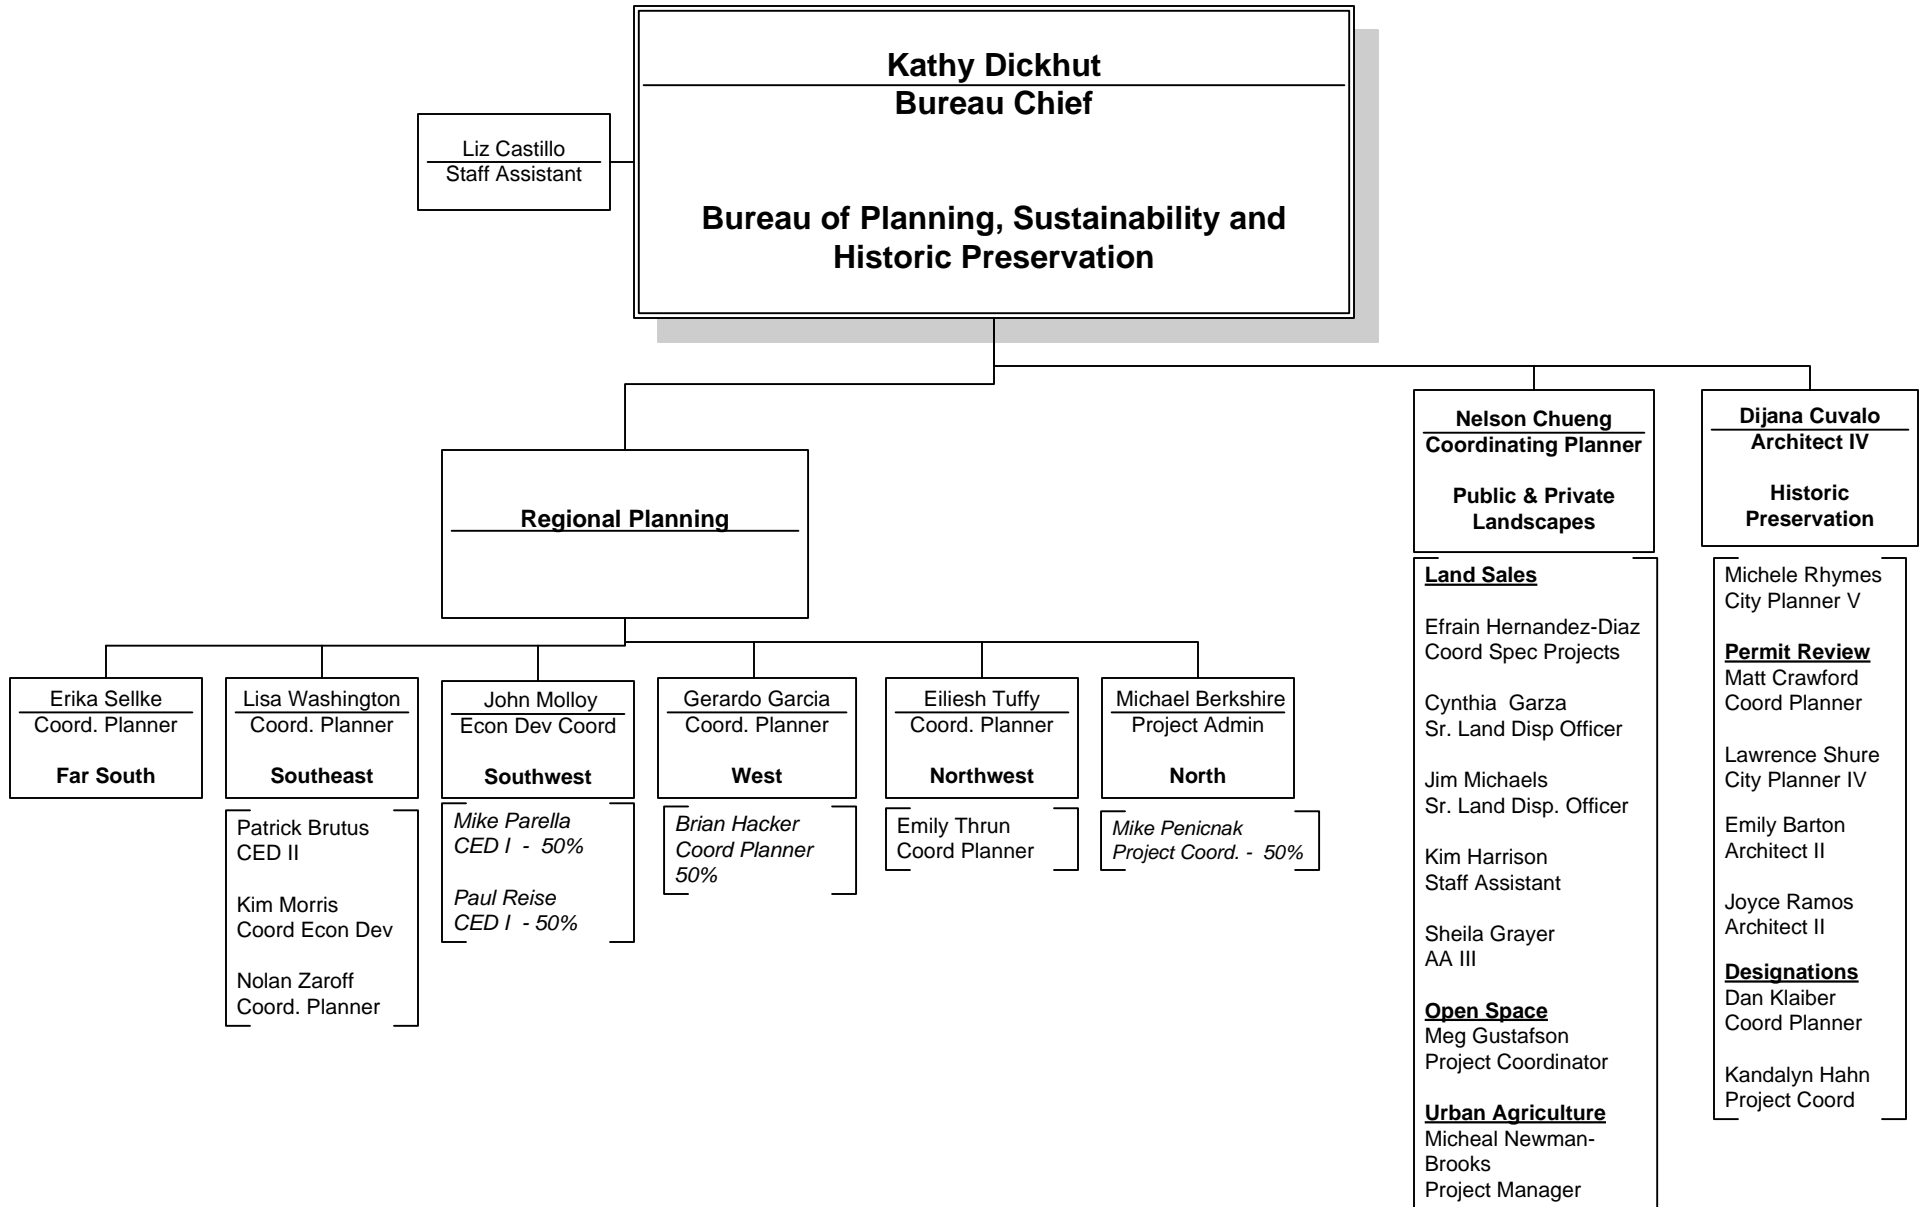 Kathy Dickhut
Bureau Chief
Bureau of Planning, Sustainability and
Historic Preservation
Liz Castillo
Staff Assistant
Regional Planning
Erika Sellke
Coord. Planner
Far South
Lisa Washington
Coord. Planner
Southeast
Patrick Brutus
CED II
Kim Morris
Coord Econ Dev
Nolan Zaroff
Coord. Planner
John Molloy
Econ Dev Coord
Southwest
Mike Parella
CED I - 50%
Paul Reise
CED I - 50%
Gerardo Garcia
Coord. Planner
West
Brian Hacker
Coord Planner
50%
Eiliesh Tuffy
Coord. Planner
Northwest
Emily Thrun
Coord Planner
Michael Berkshire
Project Admin
North
Mike Penicnak
Project Coord. - 50%
Nelson Chueng
Coordinating Planner
Public & Private
Landscapes
Land Sales
Efrain Hernandez-Diaz
Coord Spec Projects
Cynthia Garza
Sr. Land Disp Officer
Jim Michaels
Sr. Land Disp. Officer
Kim Harrison
Staff Assistant
Sheila Grayer
AA III
Open Space
Meg Gustafson
Project Coordinator
Urban Agriculture
Micheal Newman-
Brooks
Project Manager
Dijana Cuvalo
Architect IV
Historic
Preservation
Michele Rhymes
City Planner V
Permit Review
Matt Crawford
Coord Planner
Lawrence Shure
City Planner IV
Emily Barton
Architect II
Joyce Ramos
Architect II
Designations
Dan Klaiber
Coord Planner
Kandalyn Hahn
Project Coord